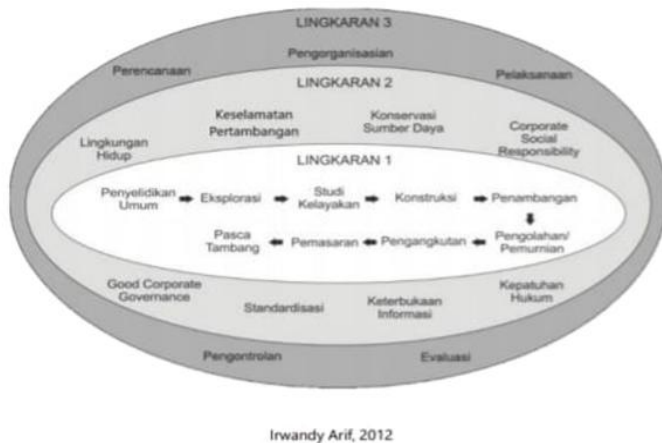 LINGKARAN 3
Pengorganisasian
Perencanaan
Pelaksanaan
LINGKARAN 2
Keselamatan
Pertambangan
Konservasi
Sumber Daya
Lingkungan
Hidup
Corporate
Social
Responsibility
LINGKARAN 1
Penyelidikan
Umum
Eksplorasi
Studi
Kelayakan
Konstruksi
Penambangan
Pasca
Tambang
Pemasaran
Pengangkutan
Pengolahan/
Pemurnian
Good Corporate
Governance
Standardisasi
Keterbukaan
Informasi
Kepatuhan
Hukum
Pengontrolan
Evaluasi
Irwandy Arif, 2012